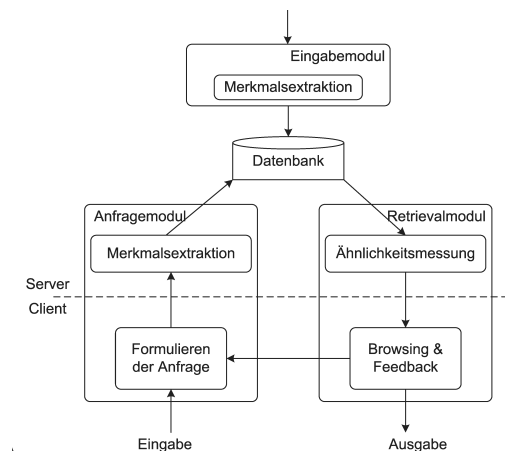 Eingabemodul
Merkmalsextraktion
Datenbank
Anfragemodul
Retrievalmodul
Merkmalsextraktion
Ähnlichkeitsmessung
Server
Client
Formulieren
der Anfrage
Browsing &
Feedback
Eingabe
Ausgabe